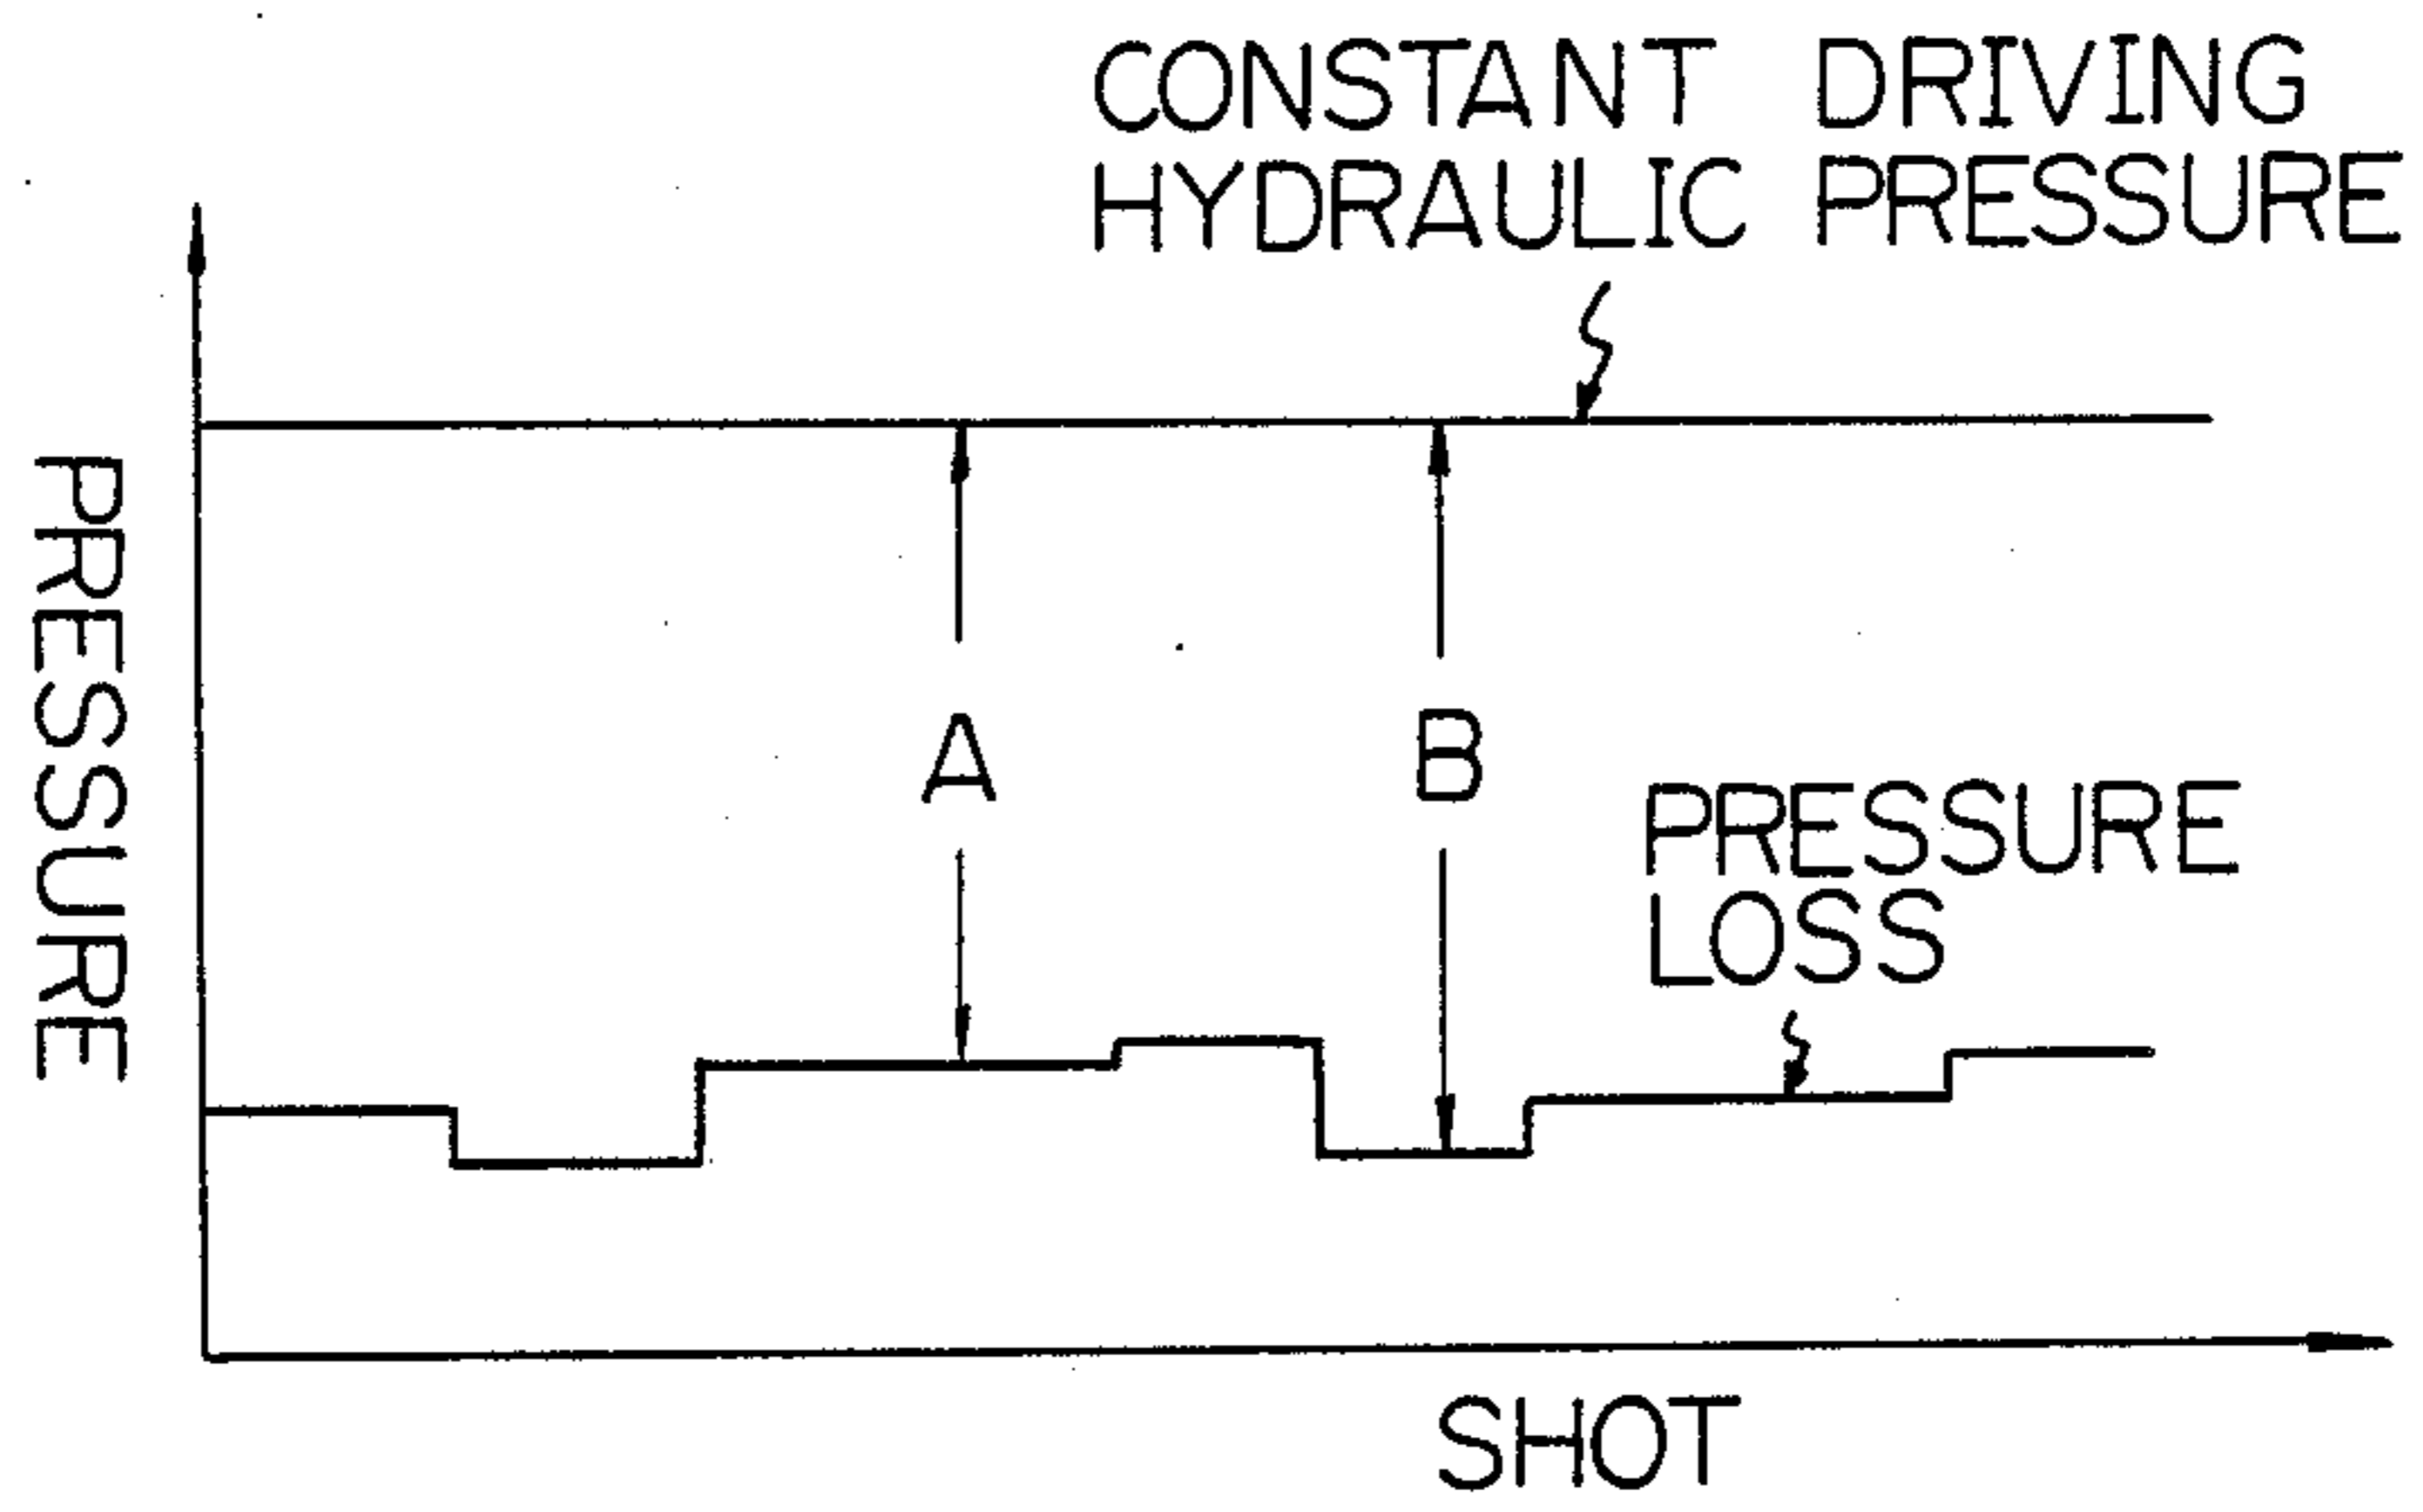 CONSTANT DRIVING
HYDRAULIC PRESSURE
PRESSURE
A
B
PRESSURE
LOSS
SHOT